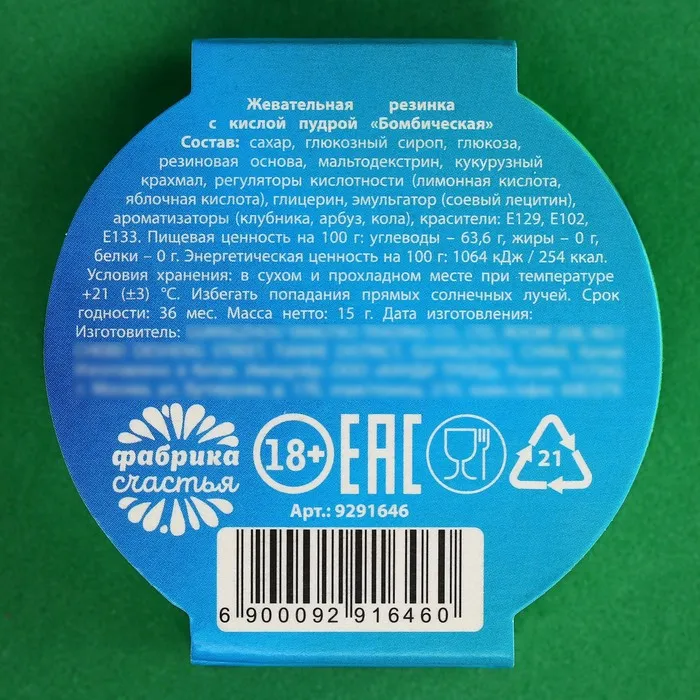 Жевательная резинка
с кислой пудрой «Бомбическая»
Состав: сахар, глюкозный сироп, глюкоза,
резиновая основа, мальтодекстрин, кукурузный
крахмал, регуляторы кислотности (лимонная кислота,
яблочная кислота), глицерин, эмульгатор (соевый лецитин),
ароматизаторы (клубника, арбуз, кола), красители: Е129, Е102,
Е133. Пищевая ценность на 100 г: углеводы – 63,6 г, жиры – 0 г,
белки – 0 г. Энергетическая ценность на 100 г: 1064 кДж / 254 ккал.
Условия хранения: в сухом и прохладном месте при температуре
+21 (±3) °С. Избегать попадания прямых солнечных лучей. Срок
годности: 36 мес. Масса нетто: 15 г. Дата изготовления:
Изготовитель:
фабрика
счастья
18+
EAC
21
Арт.: 9291646
6 900092 916460